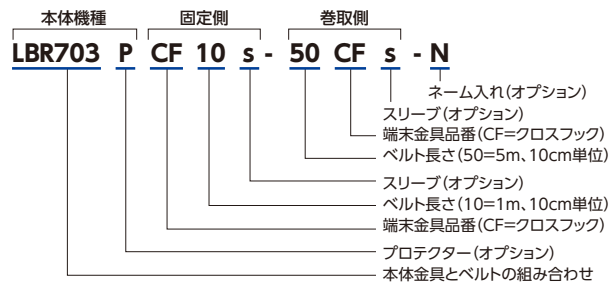 本体機種 固定側 巻取側
LBR703 P CF 10 s - 50 CF s - N
ネーム入れ(オプション)
スリーブ(オプション)
端末金具品番(CF=クロスフック)
ベルト長さ(50=5m、10cm単位)
スリーブ(オプション)
ベルト長さ(10=1m、10cm単位)
端末金具品番(CF=クロスフック)
プロテクター(オプション)
本体金具とベルトの組み合わせ